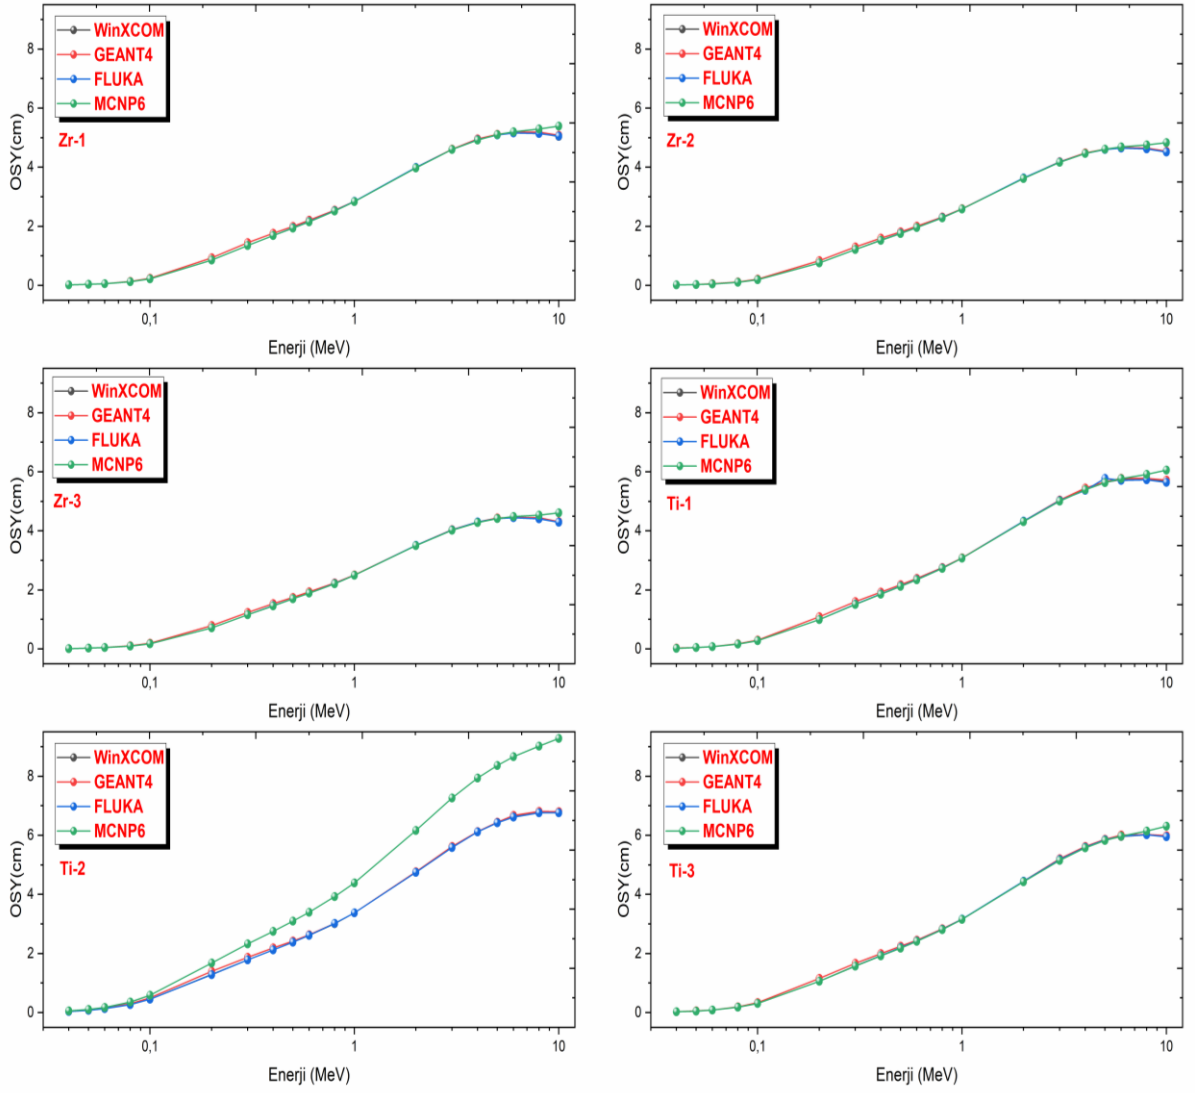 WinXCOM
GEANT4
FLUKA
MCNP6
Zr-1
OSY(cm)
8
6
4
2
0
0,1
1
10
Enerji (MeV)
WinXCOM
GEANT4
FLUKA
MCNP6
Zr-2
OSY(cm)
8
6
4
2
0
0,1
1
10
Enerji (MeV)
WinXCOM
GEANT4
FLUKA
MCNP6
Zr-3
OSY(cm)
8
6
4
2
0
0,1
1
10
Enerji (MeV)
WinXCOM
GEANT4
FLUKA
MCNP6
Ti-1
OSY(cm)
8
6
4
2
0
0,1
1
10
Enerji (MeV)
WinXCOM
GEANT4
FLUKA
MCNP6
Ti-2
OSY(cm)
8
6
4
2
0
0,1
1
10
Enerji (MeV)
WinXCOM
GEANT4
FLUKA
MCNP6
Ti-3
OSY(cm)
8
6
4
2
0
0,1
1
10
Enerji (MeV)